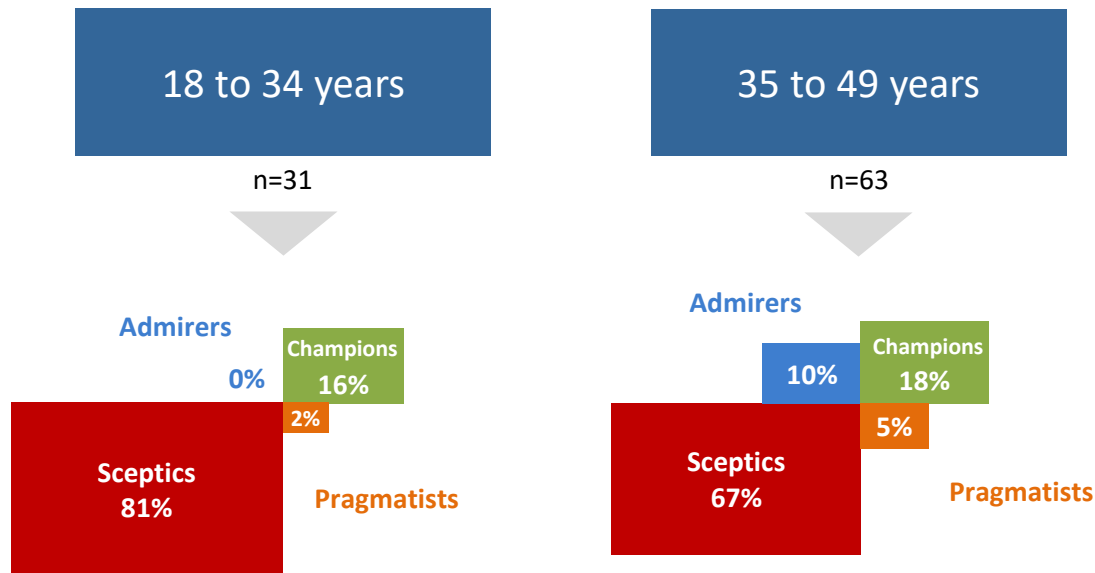 18 to 34 years
n=31
Admirers
0%
Champions
16%
2%
Sceptics
81%
Pragmatists
35 to 49 years
n=63
Admirers
10%
Champions
18%
5%
Sceptics
67%
Pragmatists